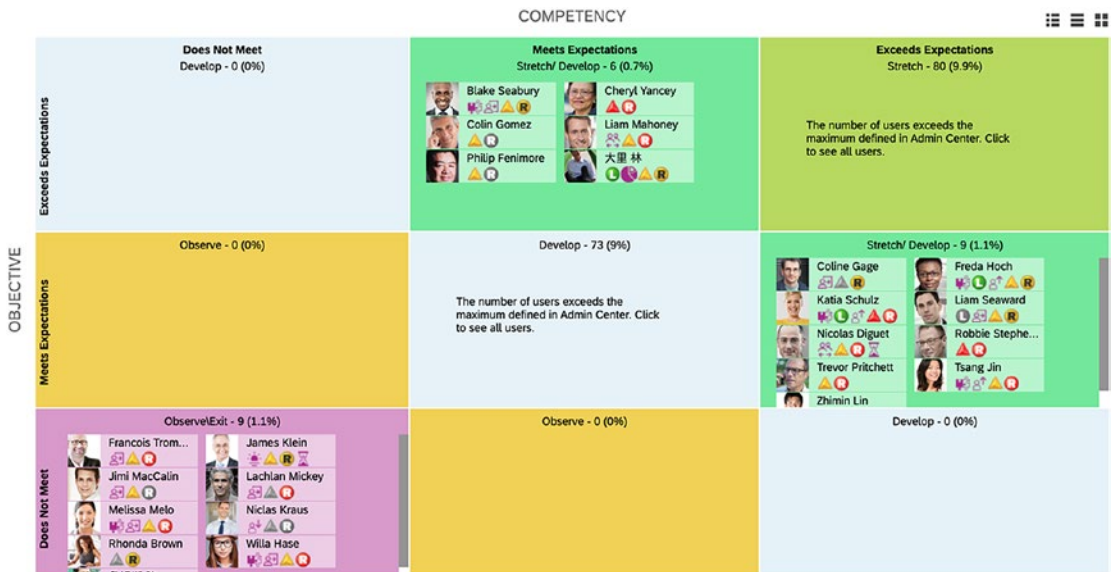 COMPETENCY
Does Not Meet
Develop - 0 (0%)
Meets Expectations
Stretch/ Develop - 6 (0.7%)
Exceeds Expectations
Stretch - 80 (9.9%)
OBJECTIVE
Exceeds Expectations
Blake Seabury
R
Cheryl Yancey
R
Colin Gomez
R
Liam Mahoney
R
Philip Fenimore
R
大里 林
L R
The number of users exceeds the
maximum defined in Admin Center. Click
to see all users.
Meets Expectations
Observe - 0 (0%)
Develop - 73 (9%)
The number of users exceeds the
maximum defined in Admin Center. Click
to see all users.
Stretch/ Develop - 9 (1.1%)
Coline Gage
R
Freda Hoch
L R
Katia Schulz
L R
Liam Seaward
L R
Nicolas Diguet
R
Robbie Stephe...
R
Trevor Pritchett
R
Tsang Jin
R
Zhimin Lin
Does Not Meet
Observe\Exit - 9 (1.1%)
Francois Trom...
R
James Klein
R
Jimi MacCalin
R
Lachlan Mickey
R
Melissa Melo
R
Niclas Kraus
R
Rhonda Brown
R
Willa Hase
R
Observe - 0 (0%)
Develop - 0 (0%)